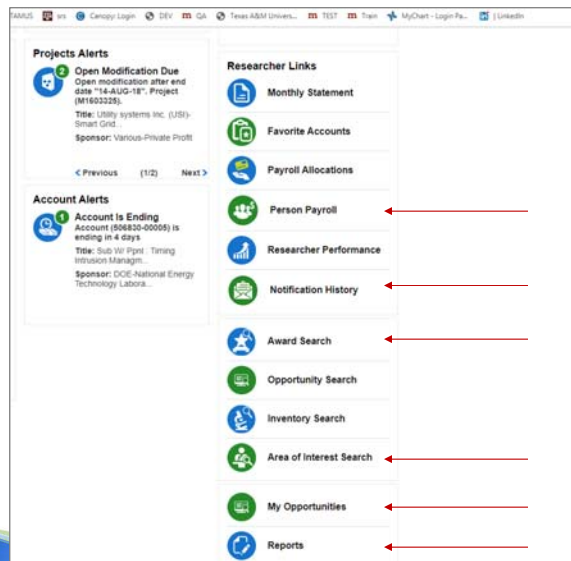 TAMUS srs Canopy: Login DEV QA Texas A&M Univers... TEST Train MyChart - Login Pa... | LinkedIn
Projects Alerts
2
Open Modification Due
Open modification after end
date "14-AUG-18". Project
(M1603325).
Title: Utility systems Inc. (USI)-
Smart Grid...
Sponsor: Various-Private Profit
< Previous (1/2) Next >
Account Alerts
1
Account Is Ending
Account (506830-00005) is
ending in 4 days
Title: Sub W/ Ppnl : Timing
Intrusion Managm...
Sponsor: DOE-National Energy
Technology Labora...
Researcher Links
Monthly Statement
Favorite Accounts
Payroll Allocations
Person Payroll
Researcher Performance
Notification History
Award Search
Opportunity Search
Inventory Search
Area of Interest Search
My Opportunities
Reports